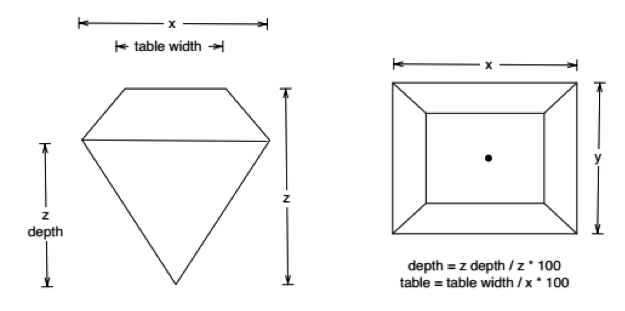 x
table width
z
depth
z
x
y
depth = z depth / z * 100
table = table width / x * 100